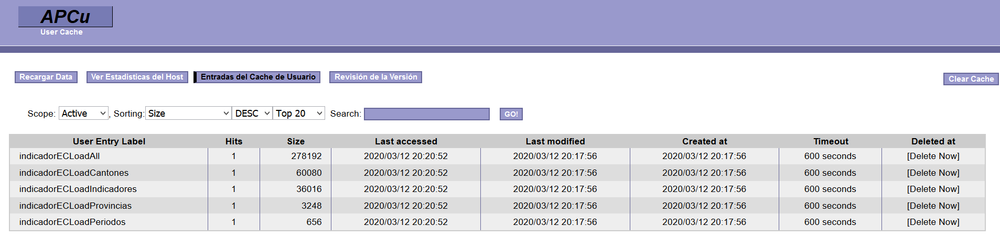 APCu
User Cache
Recargar Data Ver Estadisticas del Host Entradas del Cache de Usuario Revisión de la Versión Clear Cache
Scope: Active , Sorting: Size DESC Top 20 Search: GO!
User Entry Label Hits Size Last accessed Last modified Created at Timeout Deleted at
indicadorECLoadAll 1 278192 2020/03/12 20:20:52 2020/03/12 20:17:56 2020/03/12 20:17:56 600 seconds [Delete Now]
indicadorECLoadCantones 1 60080 2020/03/12 20:20:52 2020/03/12 20:17:56 2020/03/12 20:17:56 600 seconds [Delete Now]
indicadorECLoadIndicadores 1 36016 2020/03/12 20:20:52 2020/03/12 20:17:56 2020/03/12 20:17:56 600 seconds [Delete Now]
indicadorECLoadProvincias 1 3248 2020/03/12 20:20:52 2020/03/12 20:17:56 2020/03/12 20:17:56 600 seconds [Delete Now]
indicadorECLoadPeriodos 1 656 2020/03/12 20:20:52 2020/03/12 20:17:56 2020/03/12 20:17:56 600 seconds [Delete Now]